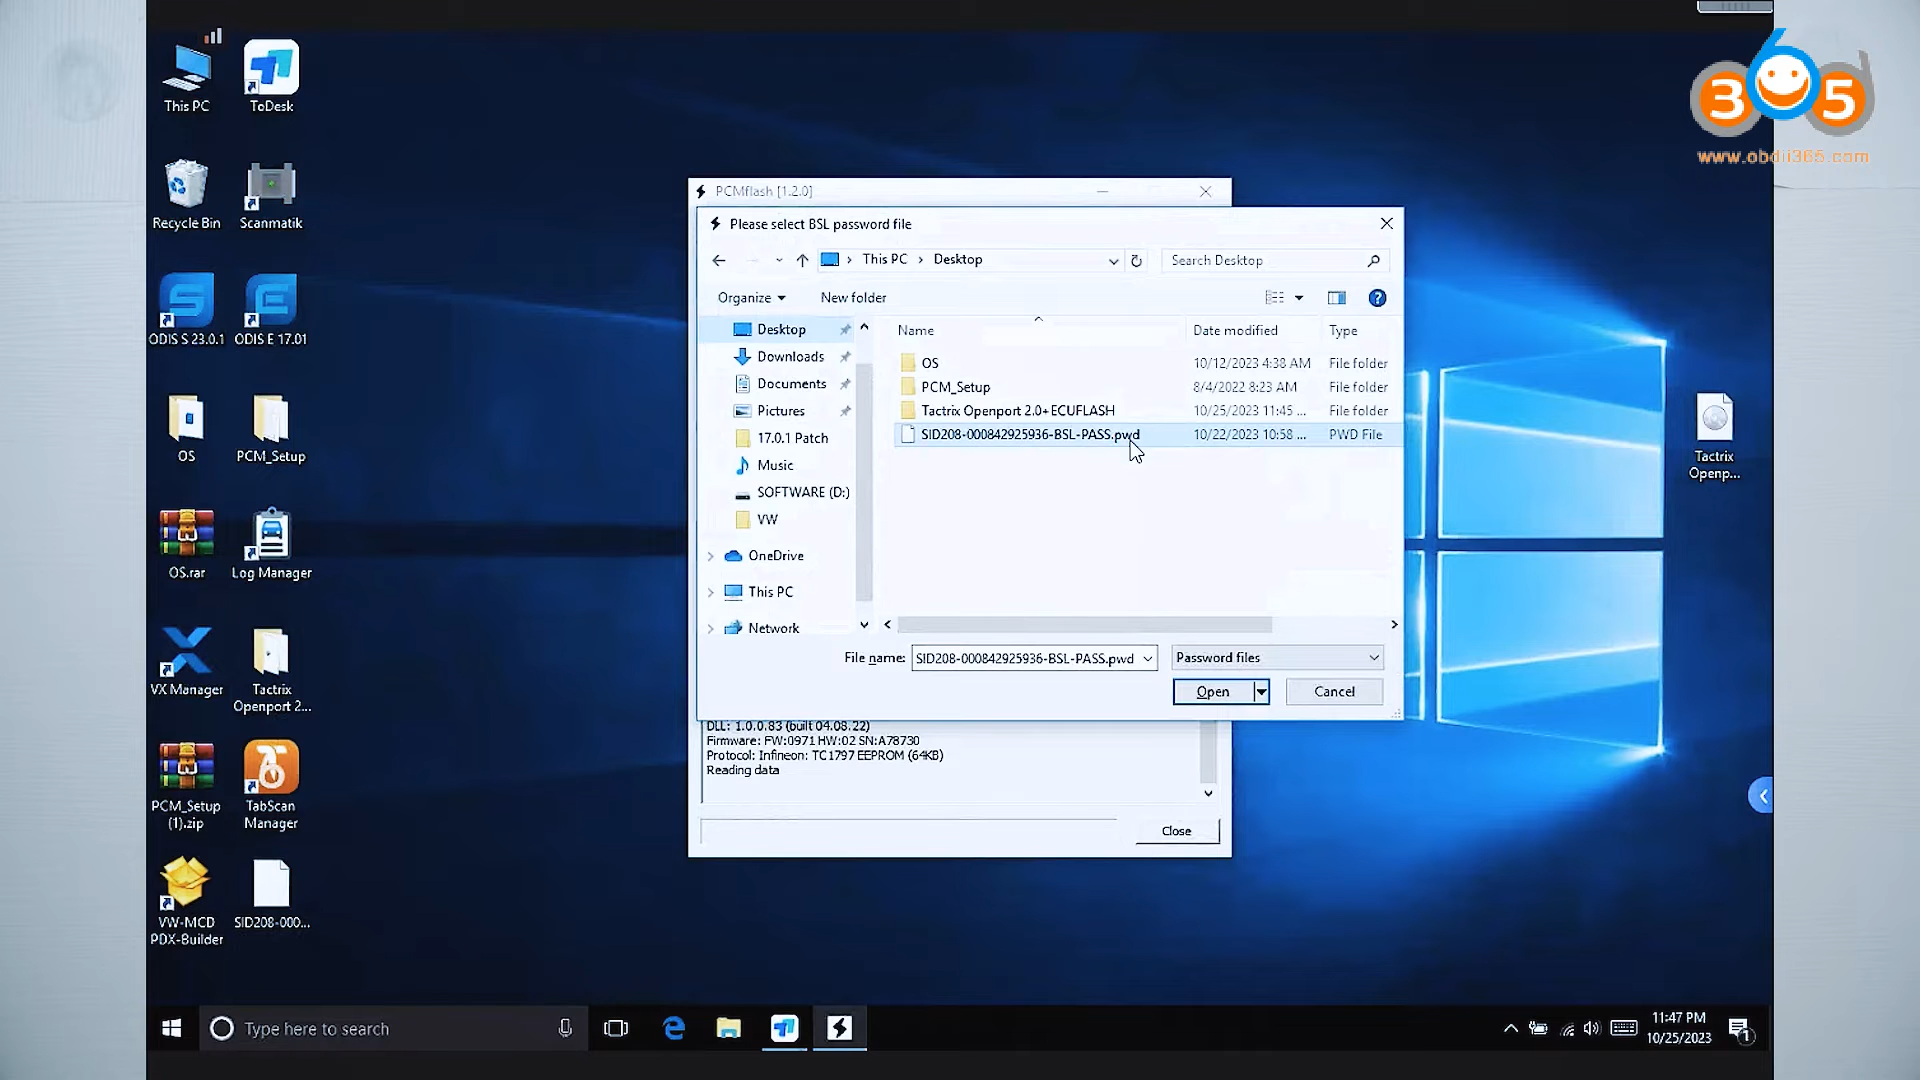 This PC
ToDesk
Recycle Bin
Scanmatik
ODIS S 23.0.1
ODIS E 17.01
OS
PCM_Setup
OS.rar
Log Manager
VX Manager
Tactrix
Openport 2...
PCM_Setup
(1).zip
TabScan
Manager
VW-MCD
PDX-Builder
SID208-000...
PCMflash [1.2.0]
Please select BSL password file
This PC > Desktop
Search Desktop
Organize
New folder
Name
Date modified
Type
Desktop
Downloads
Documents
Pictures
17.0.1 Patch
Music
SOFTWARE (D:)
VW
OneDrive
This PC
Network
OS 10/12/2023 4:38 AM File folder
PCM_Setup 8/4/2022 8:23 AM File folder
Tactrix Openport 2.0+ECUFLASH 10/25/2023 11:45 ... File folder
SID208-000842925936-BSL-PASS.pwd 10/22/2023 10:58 ... PWD File
File name: SID208-000842925936-BSL-PASS.pwd
Password files
Open
Cancel
DLL: 1.0.0.83 (built 04.08.22)
Firmware: FW:0971 HW:02 SN:A78730
Protocol: Infineon: TC1797 EEPROM (64KB)
Reading data
Close
Tactrix
Openp...
365d
www.obdii365.com
Type here to search
11:47 PM
10/25/2023
1